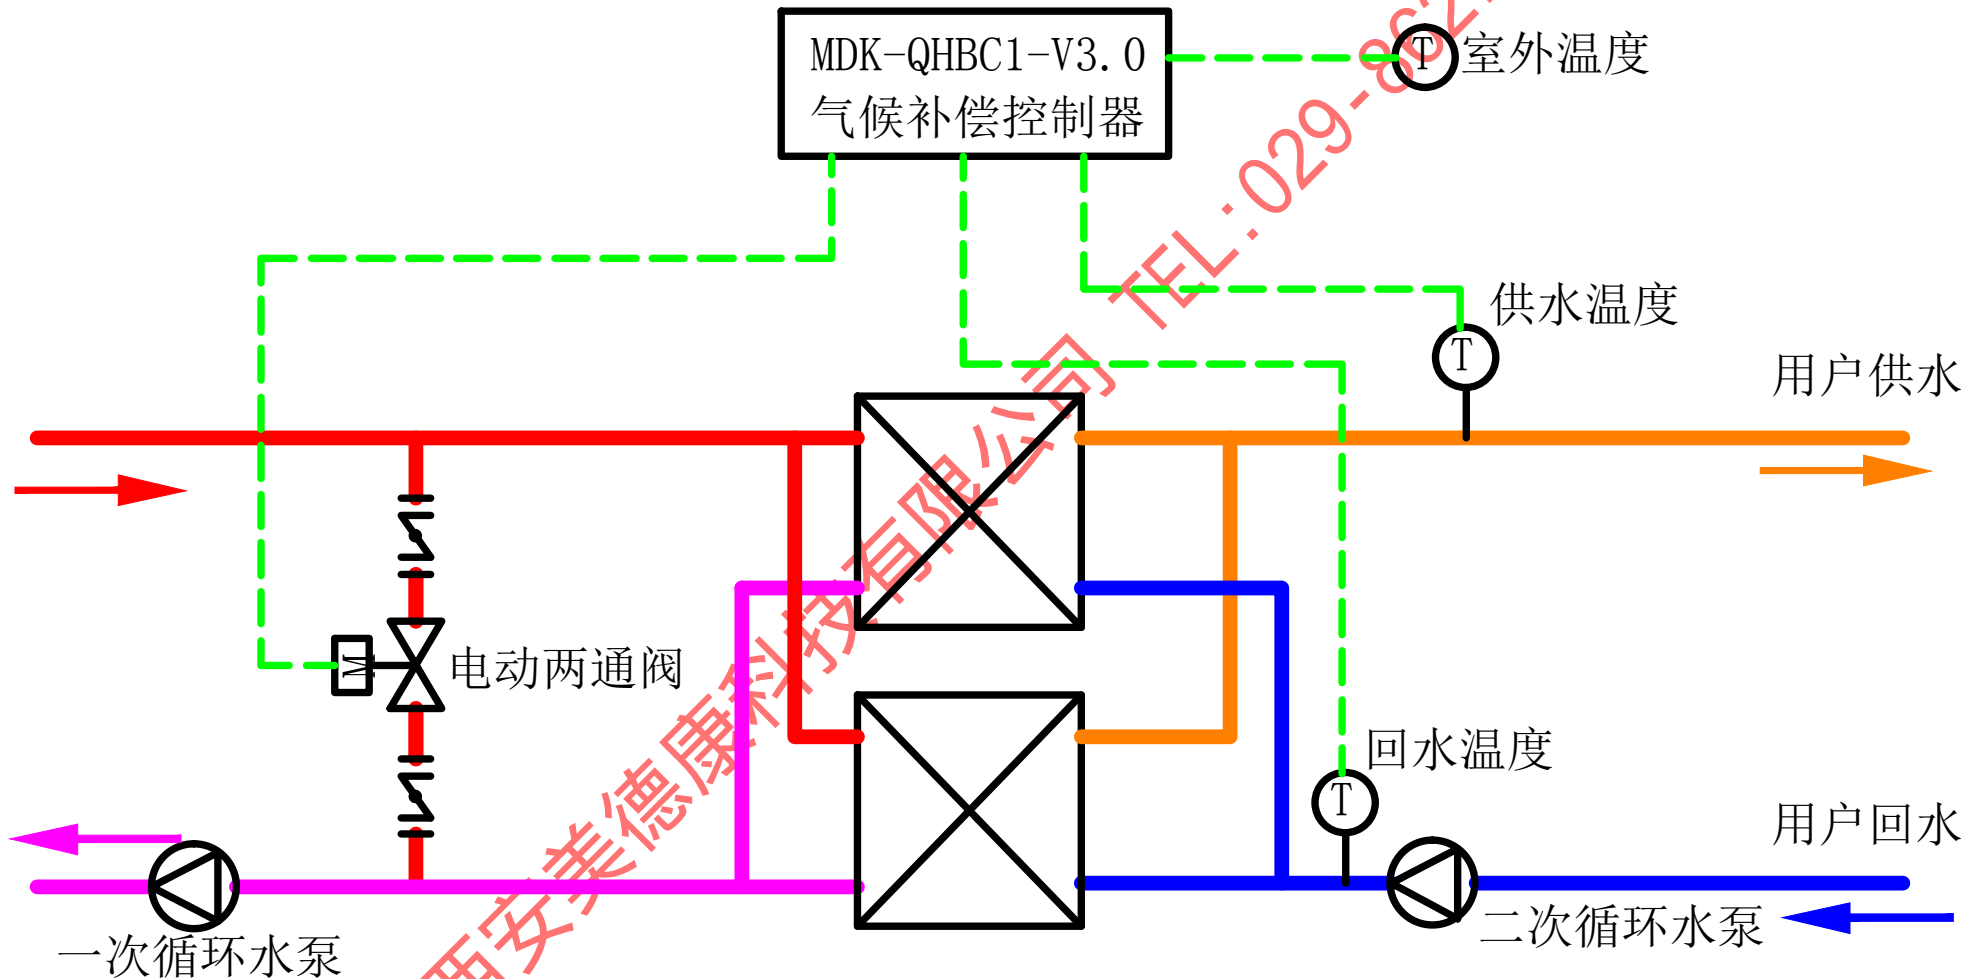 MDK-QHBC1-V3.0
气候补偿控制器
T
室外温度
供水温度
T
用户供水
M
电动两通阀
回水温度
T
用户回水
一次循环水泵
二次循环水泵
西安美德康科技有限公司 TEL:029-862